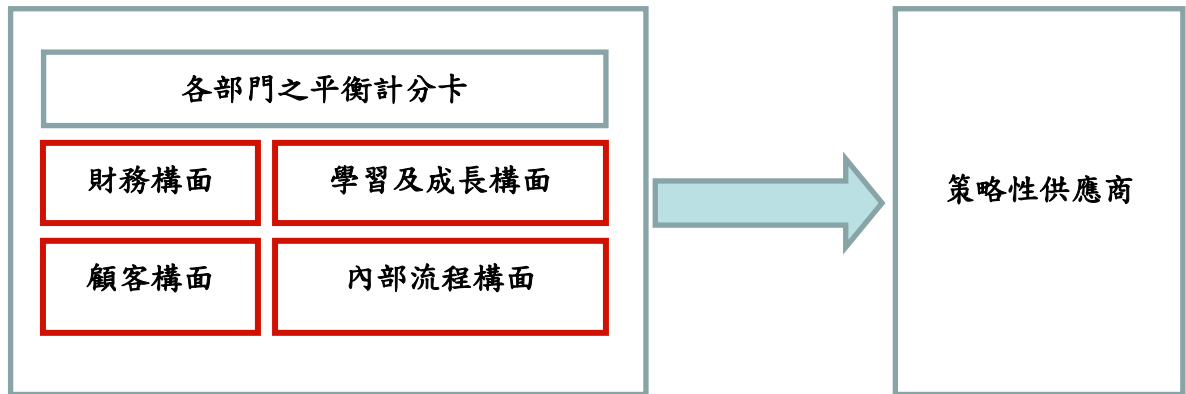 各部門之平衡計分卡
財務構面
學習及成長構面
顧客構面
內部流程構面
策略性供應商